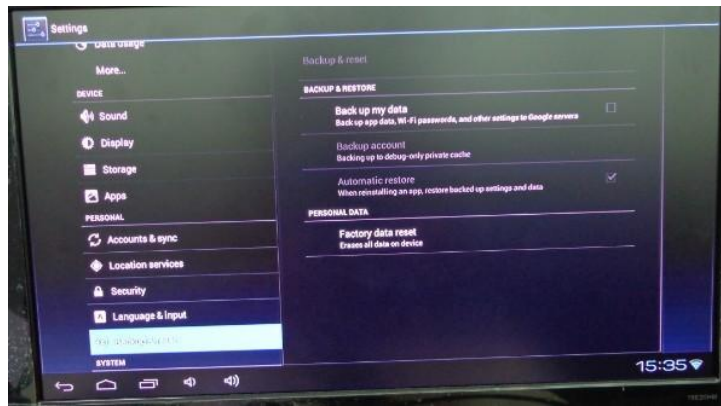 Settings
Data usage
More...
DEVICE
Sound
Display
Storage
Apps
PERSONAL
Accounts & sync
Location services
Security
Language & input
SYSTEM
Backup & reset
BACKUP & RESTORE
Back up my data
Back up app data, Wi-Fi passwords, and other settings to Google servers
Backup account
Backing up to debug-only private cache
Automatic restore
When reinstalling an app, restore backed up settings and data
PERSONAL DATA
Factory data reset
Erases all data on device
15:35